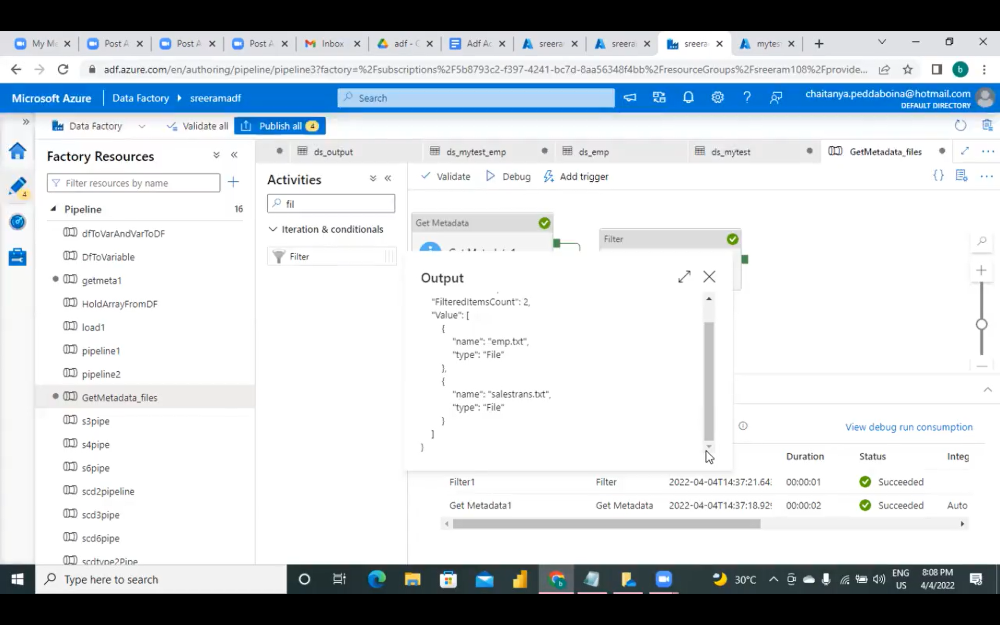 My Me
Post A
Post A
Post A
Inbox
adf - C
Adf Ac
sreera
sreera
sreera
mytes
adf.azure.com/en/authoring/pipeline/pipeline3?factory=%2Fsubscriptions%2F5b8793c2-f397-4241-bc7d-8aa56348f4bb%2FresourceGroups%2Fsreeram108%2Fprovide...
b
Microsoft Azure
Data Factory
sreeramadf
Search
chaitanya.peddaboina@hotmail.com
DEFAULT DIRECTORY
Data Factory
Validate all
Publish all 4
Factory Resources
Filter resources by name
4
Pipeline 16
dfToVarAndVarToDF
DfToVariable
getmeta1
HoldArrayFromDF
load1
pipeline1
pipeline2
GetMetadata_files
s3pipe
s4pipe
s6pipe
scd2pipeline
scd3pipe
scd6pipe
scdtype2Pipe
ds_output
ds_mytest_emp
ds_emp
ds_mytest
GetMetadata_files
Activities
fil
Iteration & conditionals
Filter
Validate
Debug
Add trigger
{}
Get Metadata
Filter
Output
"FilteredItemsCount": 2,
"Value": [
{
"name": "emp.txt",
"type": "File"
},
{
"name": "salestrans.txt",
"type": "File"
}
]
}
View debug run consumption
Duration Status Integ
Filter1 Filter 2022-04-04T14:37:21.64 00:00:01 Succeeded
Get Metadata1 Get Metadata 2022-04-04T14:37:18.92 00:00:02 Succeeded Auto
Type here to search
30°C
ENG
US
8:08 PM
4/4/2022